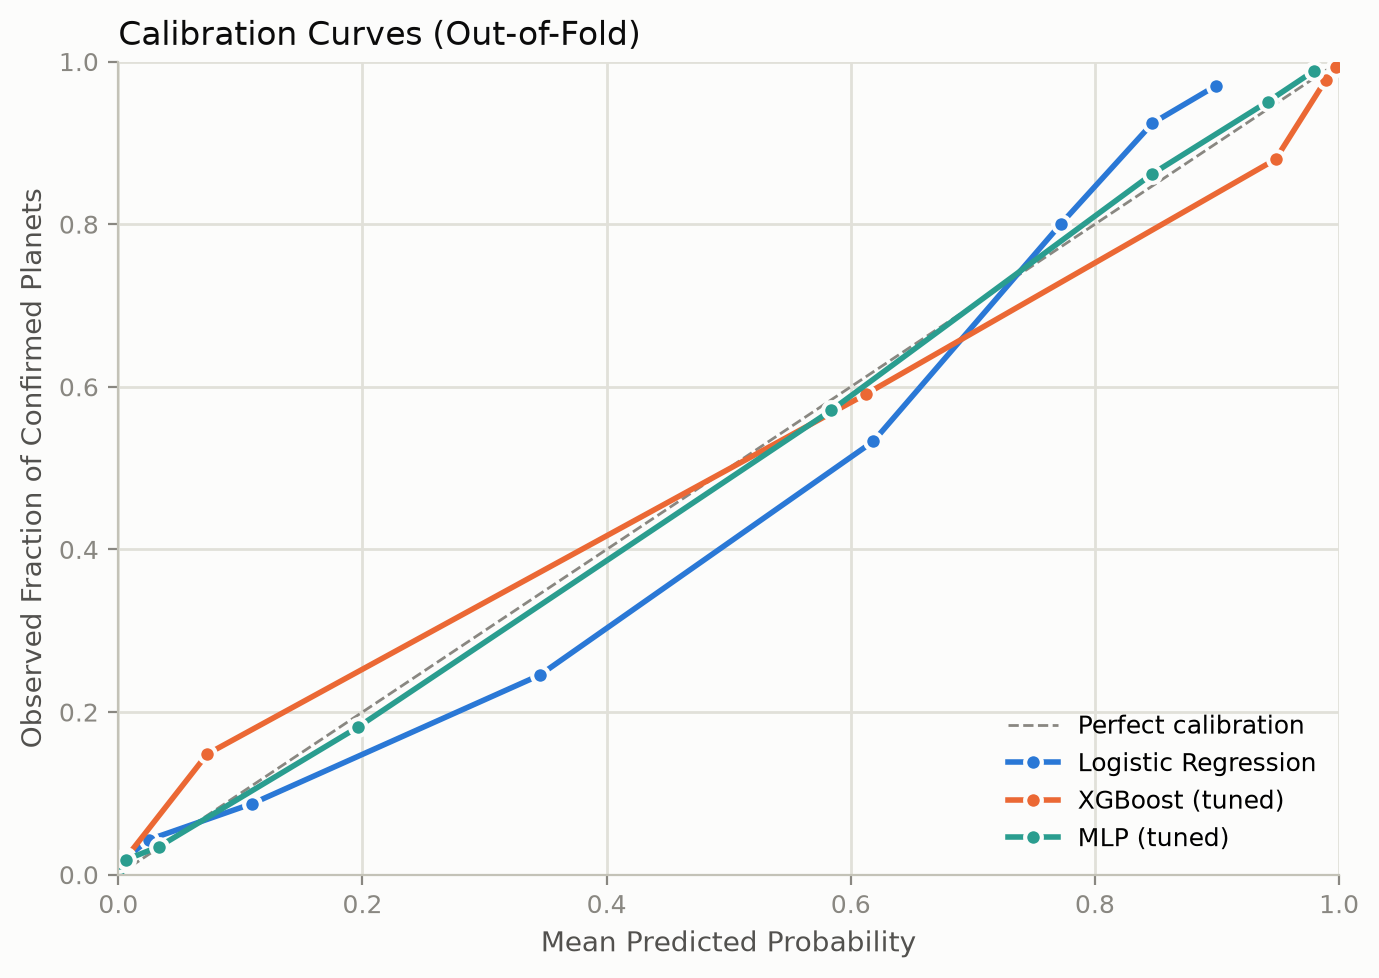 Calibration Curves (Out-of-Fold)
Observed Fraction of Confirmed Planets
1.0
0.8
0.6
0.4
0.2
0.0
0.0 0.2 0.4 0.6 0.8 1.0
Mean Predicted Probability
Perfect calibration
Logistic Regression
XGBoost (tuned)
MLP (tuned)